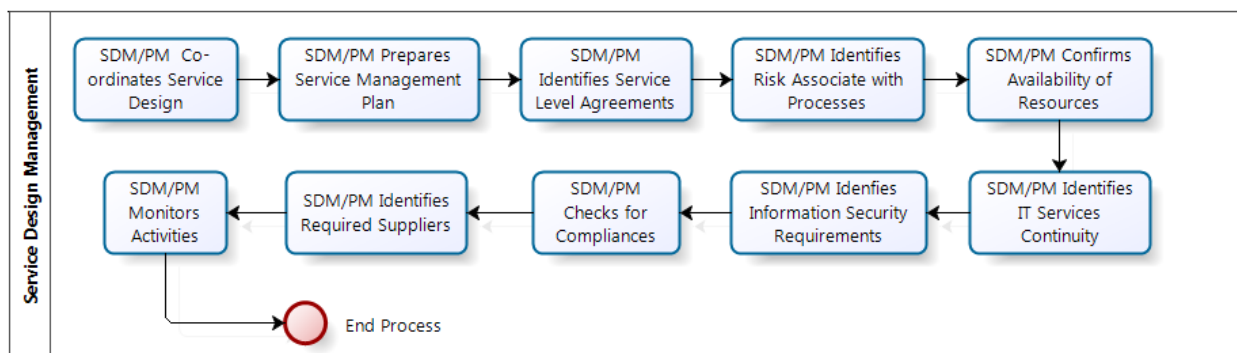 Service Design Management
SDM/PM Co-
ordinates Service
Design
SDM/PM Prepares
Service Management
Plan
SDM/PM
Identifies Service
Level Agreements
SDM/PM Identifies
Risk Associate with
Processes
SDM/PM Confirms
Availability of
Resources
SDM/PM Identifies
IT Services
Continuity
SDM/PM Idenfies
Information Security
Requirements
SDM/PM
Checks for
Compliances
SDM/PM Identifies
Required Suppliers
SDM/PM
Monitors
Activities
End Process